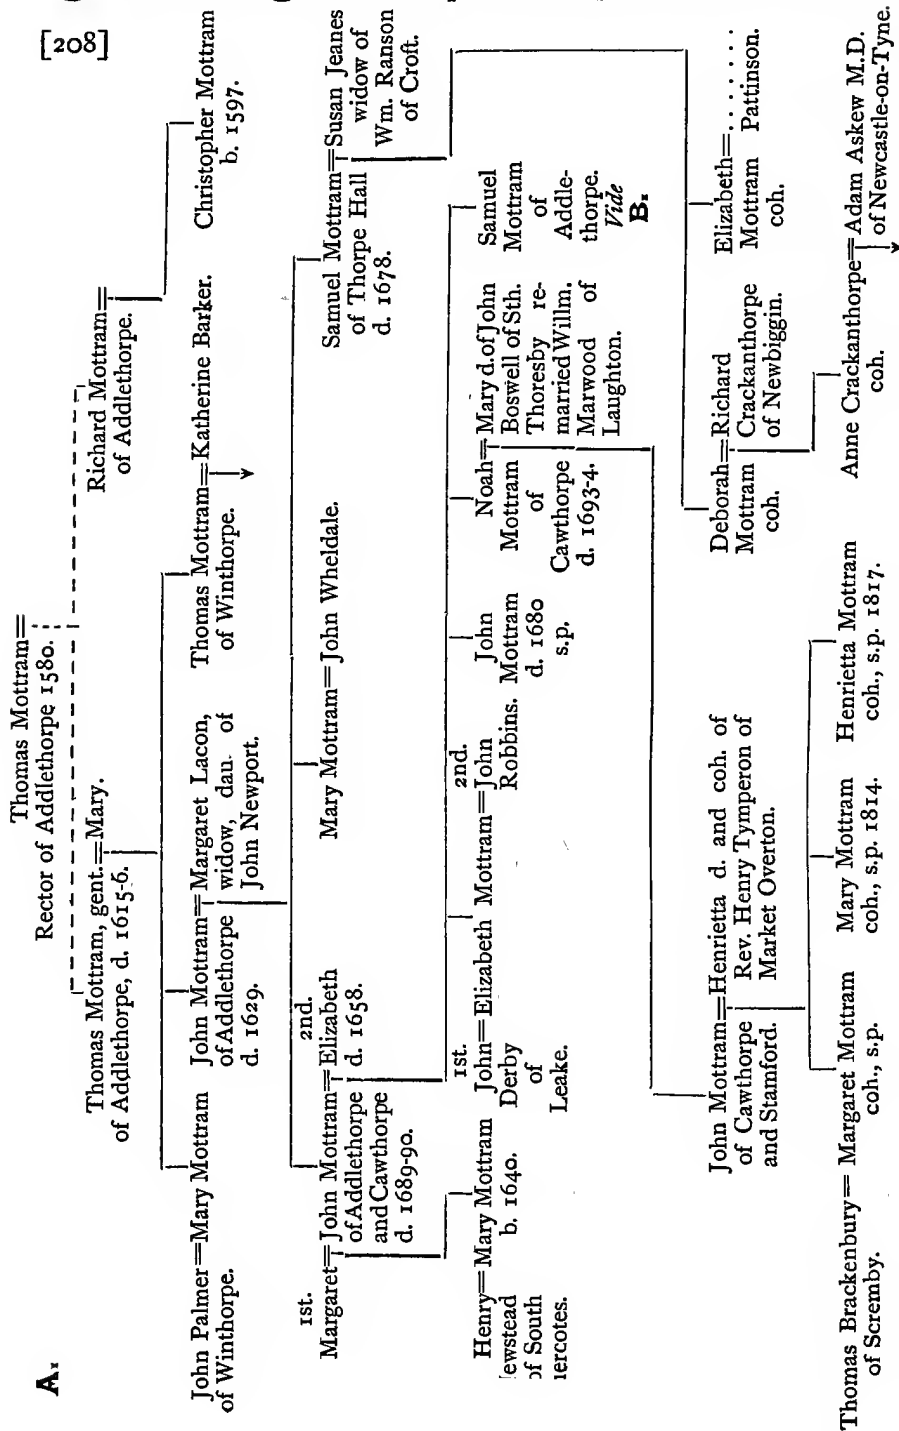 [208]
A.
Thomas Mottram=
Rector of Addlethorpe 1580.
Thomas Mottram, gent.=Mary.
of Addlethorpe, d. 1615-6.
Richard Mottram=
of Addlethorpe.
John Palmer=Mary Mottram
of Winthorpe.
John Mottram=Margaret Lacon,
of Addlethorpe widow, dau. of
d. 1629. John Newport.
Thomas Mottram=Katherine Barker.
of Winthorpe.
Christopher Mottram
b. 1597.
1st. 2nd.
Margaret=John Mottram=Elizabeth
of Addlethorpe d. 1658.
and Cawthorpe
d. 1689-90.
Mary Mottram=John Wheldale.
Samuel Mottram=Susan Jeanes
of Thorpe Hall widow of
d. 1678. Wm. Ranson
of Croft.
Henry=Mary Mottram
ewstead b. 1640.
of South
ercotes.
1st. 2nd.
John=Elizabeth Mottram=John
Derby Robbins.
of
Leake.
John
Mottram
d. 1680
s.p.
Noah=Mary d. of John
Mottram Boswell of Sth.
of Thoresby re-
Cawthorpe married Willm.
d. 1693-4. Marwood of
Laughton.
Samuel
Mottram
of
Addle-
thorpe.
Vide
B.
John Mottram=Henrietta d. and coh. of
of Cawthorpe Rev. Henry Tymperon of
and Stamford. Market Overton.
Deborah=Richard
Mottram Crackanthorpe
coh. of Newbiggin.
Elizabeth=........
Mottram Pattinson.
coh.
Thomas Brackenbury=Margaret Mottram
of Scremby. coh., s.p.
Mary Mottram
coh., s.p. 1814.
Henrietta Mottram
coh., s.p. 1817.
Anne Crackanthorpe=Adam Askew M.D.
coh. of Newcastle-on-Tyne.